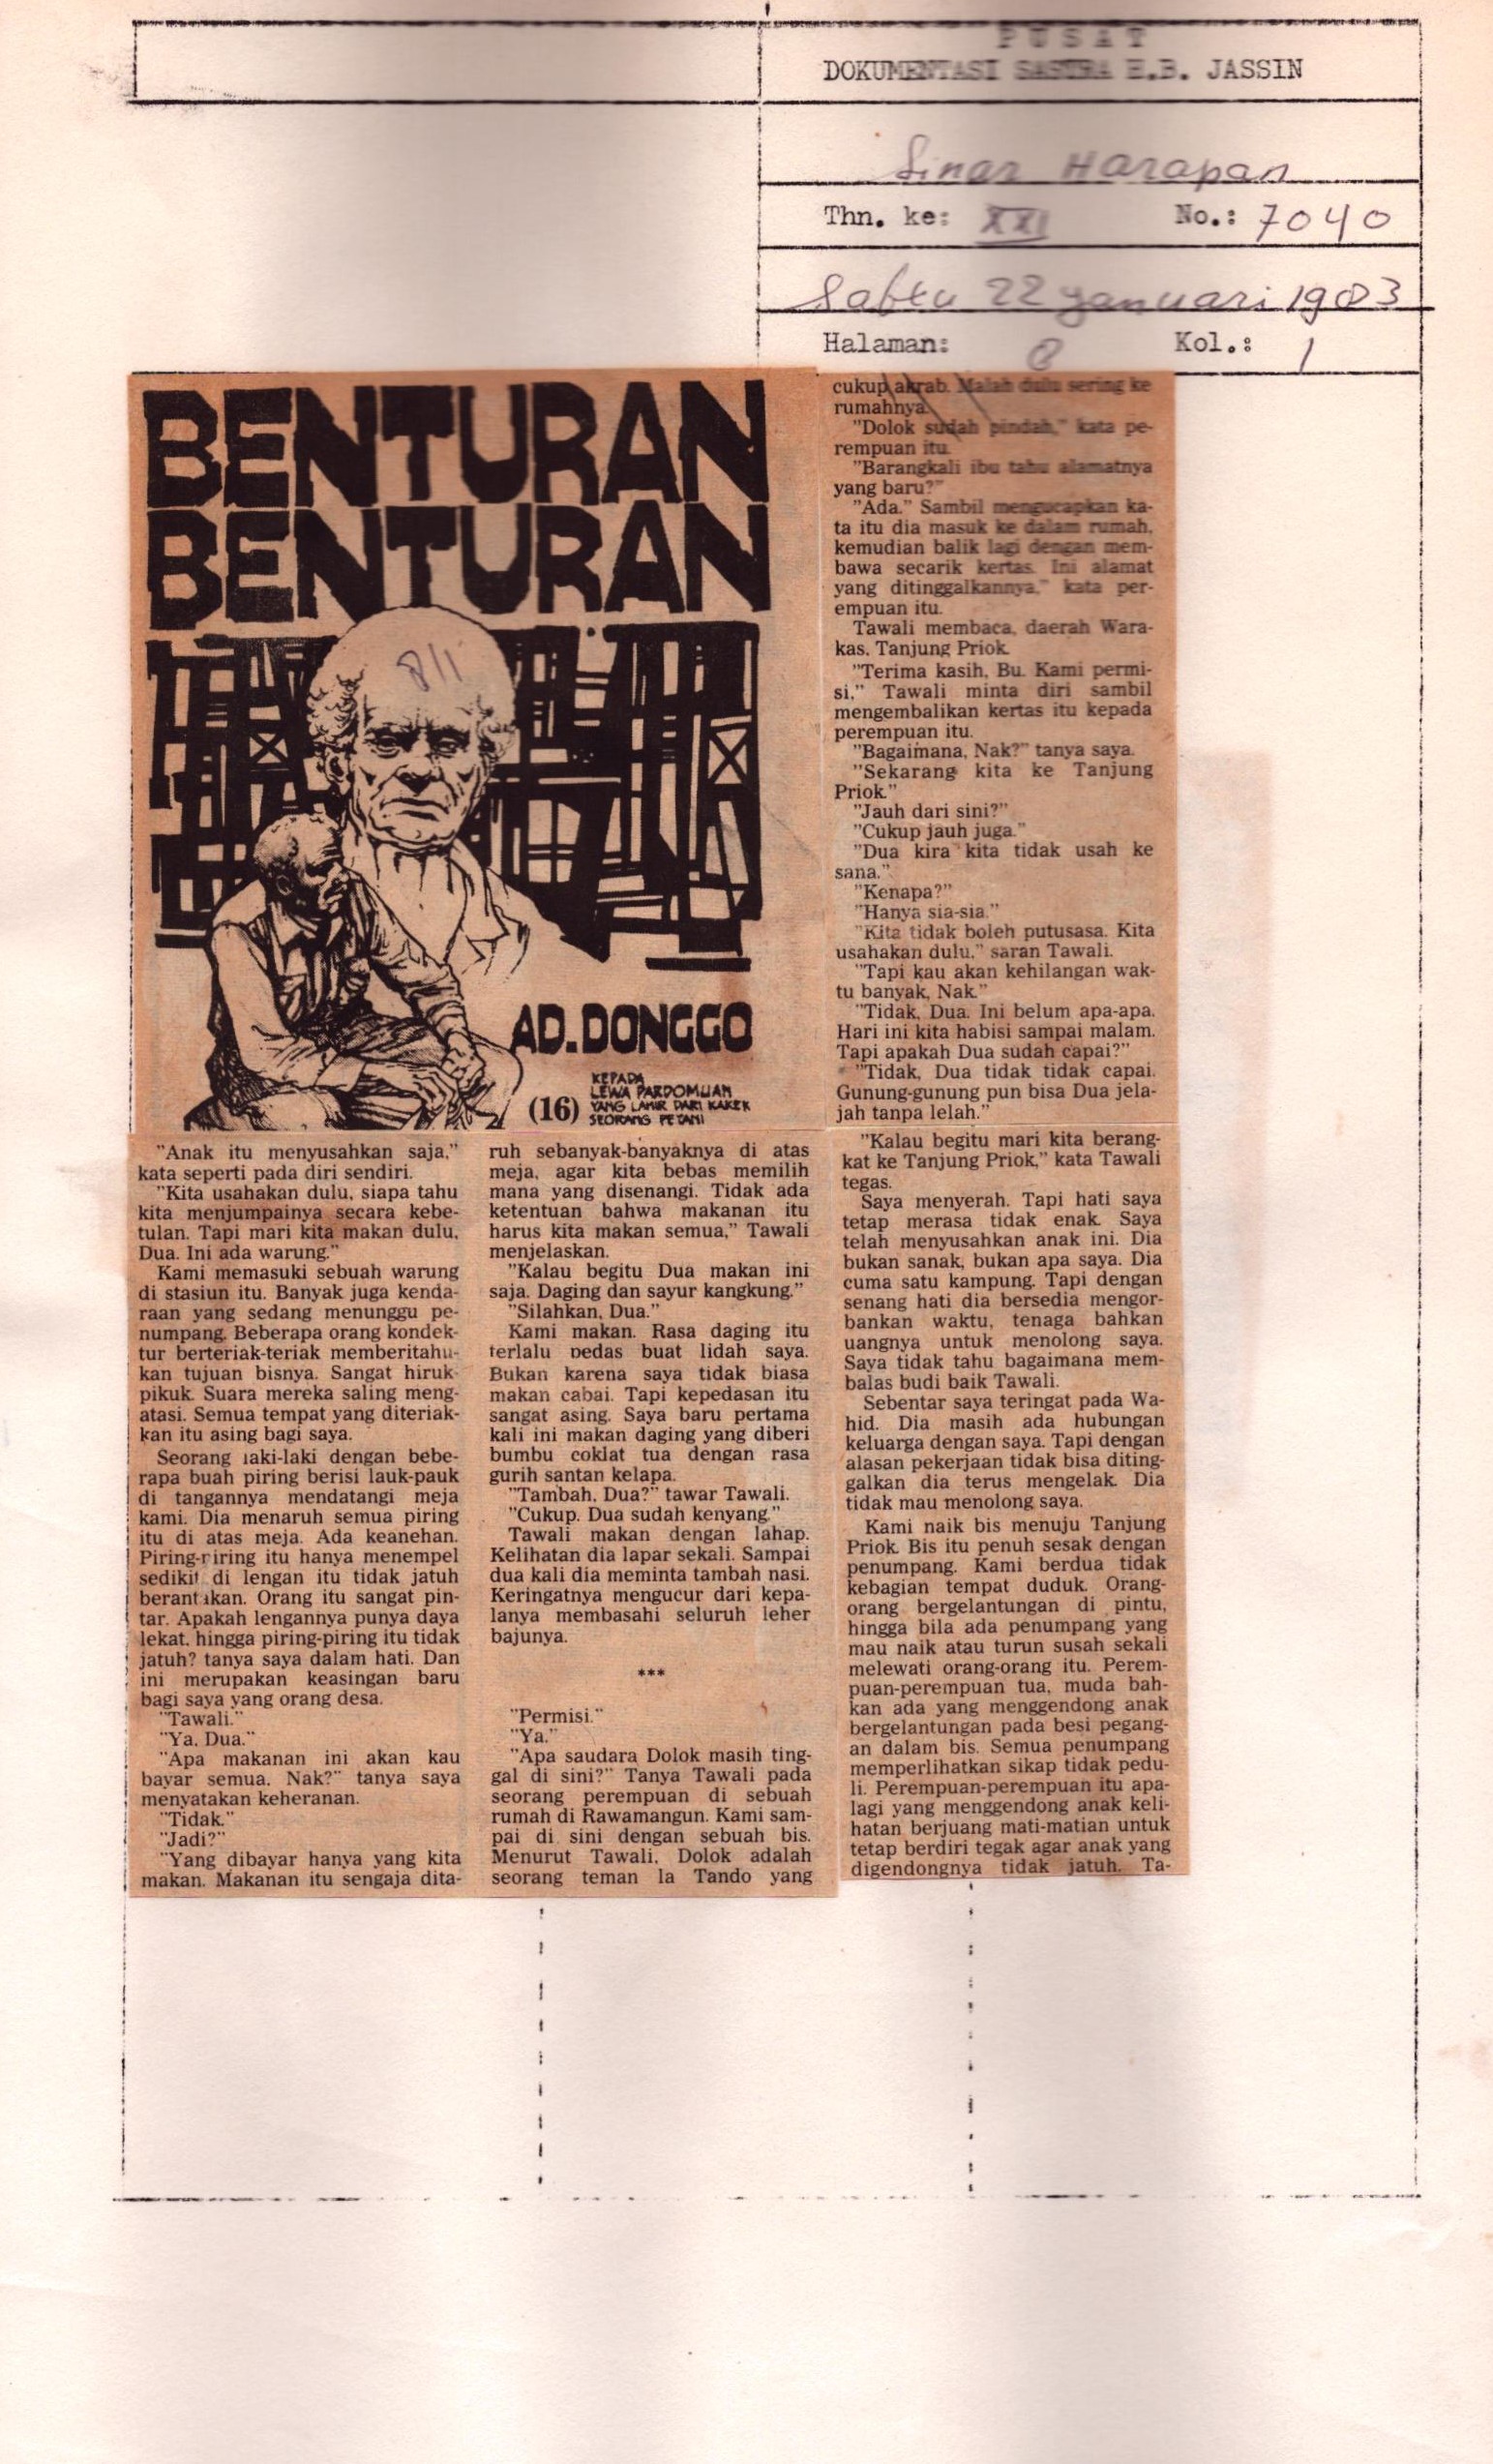 PUSAT
DOKUMENTASI SASTRA H.B. JASSIN
Sinar Harapan
Thn. ke: XXI No.: 7040
Sabtu 22 Januari 1983
Halaman: 8 Kol.: 1
BENTURAN
BENTURAN
8/1
AD. DONGGO
(16)
KEPADA
LEWA PARDOMUAN
YANG LAHIR DARI KAKEK
SEORANG PETANI
"Anak itu menyusahkan saja,"
kata seperti pada diri sendiri.
"Kita usahakan dulu, siapa tahu
kita menjumpainya secara kebe-
tulan. Tapi mari kita makan dulu,
Dua. Ini ada warung."
Kami memasuki sebuah warung
di stasiun itu. Banyak juga kenda-
raan yang sedang menunggu pe-
numpang. Beberapa orang kondek-
tur berteriak-teriak memberitahu-
kan tujuan bisnya. Sangat hiruk
pikuk. Suara mereka saling meng-
atasi. Semua tempat yang diteriak-
kan itu asing bagi saya.
Seorang laki-laki dengan bebe-
rapa buah piring berisi lauk-pauk
di tangannya mendatangi meja
kami. Dia menaruh semua piring
itu di atas meja. Ada keanehan.
Piring-piring itu hanya menempel
sedikit di lengan itu tidak jatuh
berantakan. Orang itu sangat pin-
tar. Apakah lengannya punya daya
lekat, hingga piring-piring itu tidak
jatuh? tanya saya dalam hati. Dan
ini merupakan keasingan baru
bagi saya yang orang desa.
"Tawali."
"Ya, Dua."
"Apa makanan ini akan kau
bayar semua, Nak?" tanya saya
menyatakan keheranan.
"Tidak."
"Jadi?"
"Yang dibayar hanya yang kita
makan. Makanan itu sengaja dita-
ruh sebanyak-banyaknya di atas
meja, agar kita bebas memilih
mana yang disenangi. Tidak ada
ketentuan bahwa makanan itu
harus kita makan semua," Tawali
menjelaskan.
"Kalau begitu Dua makan ini
saja. Daging dan sayur kangkung."
"Silahkan, Dua."
Kami makan. Rasa daging itu
terlalu pedas buat lidah saya.
Bukan karena saya tidak biasa
makan cabai. Tapi kepedasan itu
sangat asing. Saya baru pertama
kali ini makan daging yang diberi
bumbu coklat tua dengan rasa
gurih santan kelapa.
"Tambah, Dua?" tawar Tawali.
"Cukup. Dua sudah kenyang."
Tawali makan dengan lahap.
Kelihatan dia lapar sekali. Sampai
dua kali dia meminta tambah nasi.
Keringatnya mengucur dari kepa-
lanya membasahi seluruh leher
bajunya.
***
"Permisi."
"Ya."
"Apa saudara Dolok masih ting-
gal di sini?" Tanya Tawali pada
seorang perempuan di sebuah
rumah di Rawamangun. Kami sam-
pai di sini dengan sebuah bis.
Menurut Tawali, Dolok adalah
seorang teman la Tando yang
cukup akrab. Malah dulu sering ke
rumahnya.
"Dolok sudah pindah," kata pe-
rempuan itu.
"Barangkali ibu tahu alamatnya
yang baru?"
"Ada." Sambil mengucapkan ka-
ta itu dia masuk ke dalam rumah,
kemudian balik lagi dengan mem-
bawa secarik kertas. Ini alamat
yang ditinggalkannya," kata per-
empuan itu.
Tawali membaca, daerah Wara-
kas, Tanjung Priok.
"Terima kasih, Bu. Kami permi-
si," Tawali minta diri sambil
mengembalikan kertas itu kepada
perempuan itu.
"Bagaimana, Nak?" tanya saya.
"Sekarang kita ke Tanjung
Priok."
"Jauh dari sini?"
"Cukup jauh juga."
"Dua kira kita tidak usah ke
sana."
"Kenapa?"
"Hanya sia-sia."
"Kita tidak boleh putusasa. Kita
usahakan dulu," saran Tawali.
"Tapi kau akan kehilangan wak-
tu banyak, Nak."
"Tidak, Dua. Ini belum apa-apa.
Hari ini kita habisi sampai malam.
Tapi apakah Dua sudah capai?"
"Tidak, Dua tidak tidak capai.
Gunung-gunung pun bisa Dua jela-
jah tanpa lelah."
"Kalau begitu mari kita berang-
kat ke Tanjung Priok," kata Tawali
tegas.
Saya menyerah. Tapi hati saya
tetap merasa tidak enak. Saya
telah menyusahkan anak ini. Dia
bukan sanak, bukan apa saya. Dia
cuma satu kampung. Tapi dengan
senang hati dia bersedia mengor-
bankan waktu, tenaga bahkan
uangnya untuk menolong saya.
Saya tidak tahu bagaimana mem-
balas budi baik Tawali.
Sebentar saya teringat pada Wa-
hid. Dia masih ada hubungan
keluarga dengan saya. Tapi dengan
alasan pekerjaan tidak bisa diting-
galkan dia terus mengelak. Dia
tidak mau menolong saya.
Kami naik bis menuju Tanjung
Priok. Bis itu penuh sesak dengan
penumpang. Kami berdua tidak
kebagian tempat duduk. Orang-
orang bergelantungan di pintu,
hingga bila ada penumpang yang
mau naik atau turun susah sekali
melewati orang-orang itu. Perem-
puan-perempuan tua, muda bah-
kan ada yang menggendong anak
bergelantungan pada besi pegang-
an dalam bis. Semua penumpang
memperlihatkan sikap tidak pedu-
li. Perempuan-perempuan itu apa-
lagi yang menggendong anak keli-
hatan berjuang mati-matian untuk
tetap berdiri tegak agar anak yang
digendongnya tidak jatuh. Ta-